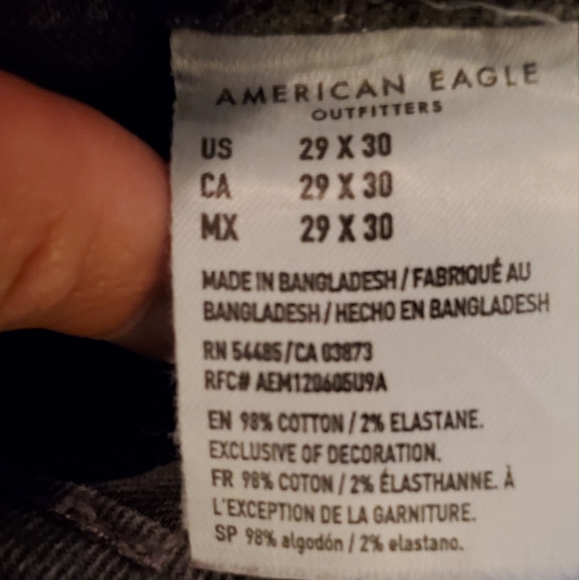 AMERICAN EAGLE
OUTFITTERS
US 29 X 30
CA 29 X 30
MX 29 X 30
MADE IN BANGLADESH / FABRIQUÉ AU
BANGLADESH / HECHO EN BANGLADESH
RN 54485 / CA 03873
RFC# AEM120605U9A
EN 98% COTTON / 2% ELASTANE.
EXCLUSIVE OF DECORATION.
FR 98% COTON / 2% ÉLASTHANNE. À
L'EXCEPTION DE LA GARNITURE.
SP 98% algodón / 2% elastano.